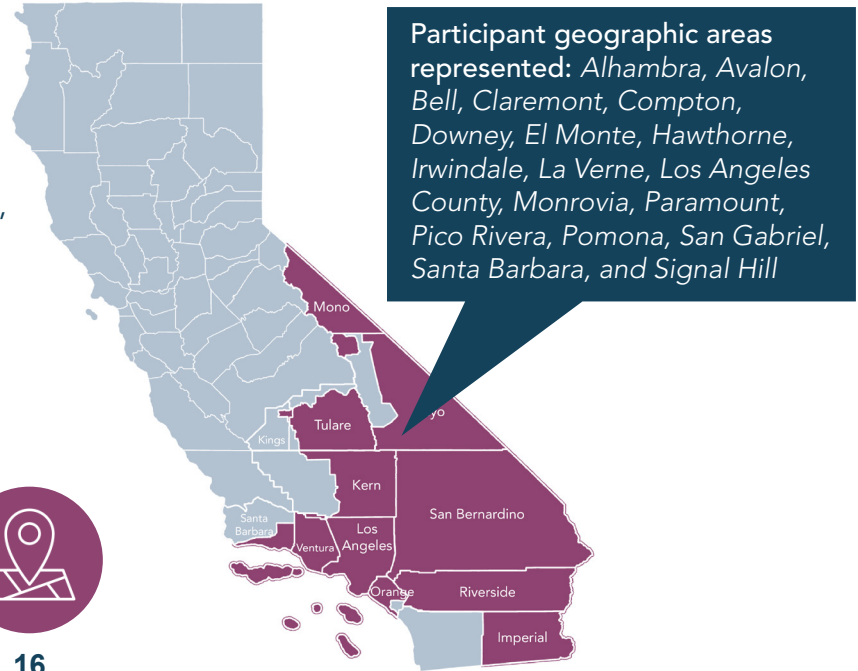 Participant geographic areas
represented: Alhambra, Avalon,
Bell, Claremont, Compton,
Downey, El Monte, Hawthorne,
Irwindale, La Verne, Los Angeles
County, Monrovia, Paramount,
Pico Rivera, Pomona, San Gabriel,
Santa Barbara, and Signal Hill
,
Mono
yo
Tulare
Kings
Kern
Santa
Barbara
San Bernardino
Los
Angeles
Ventura
Orange
Riverside
Imperial
16